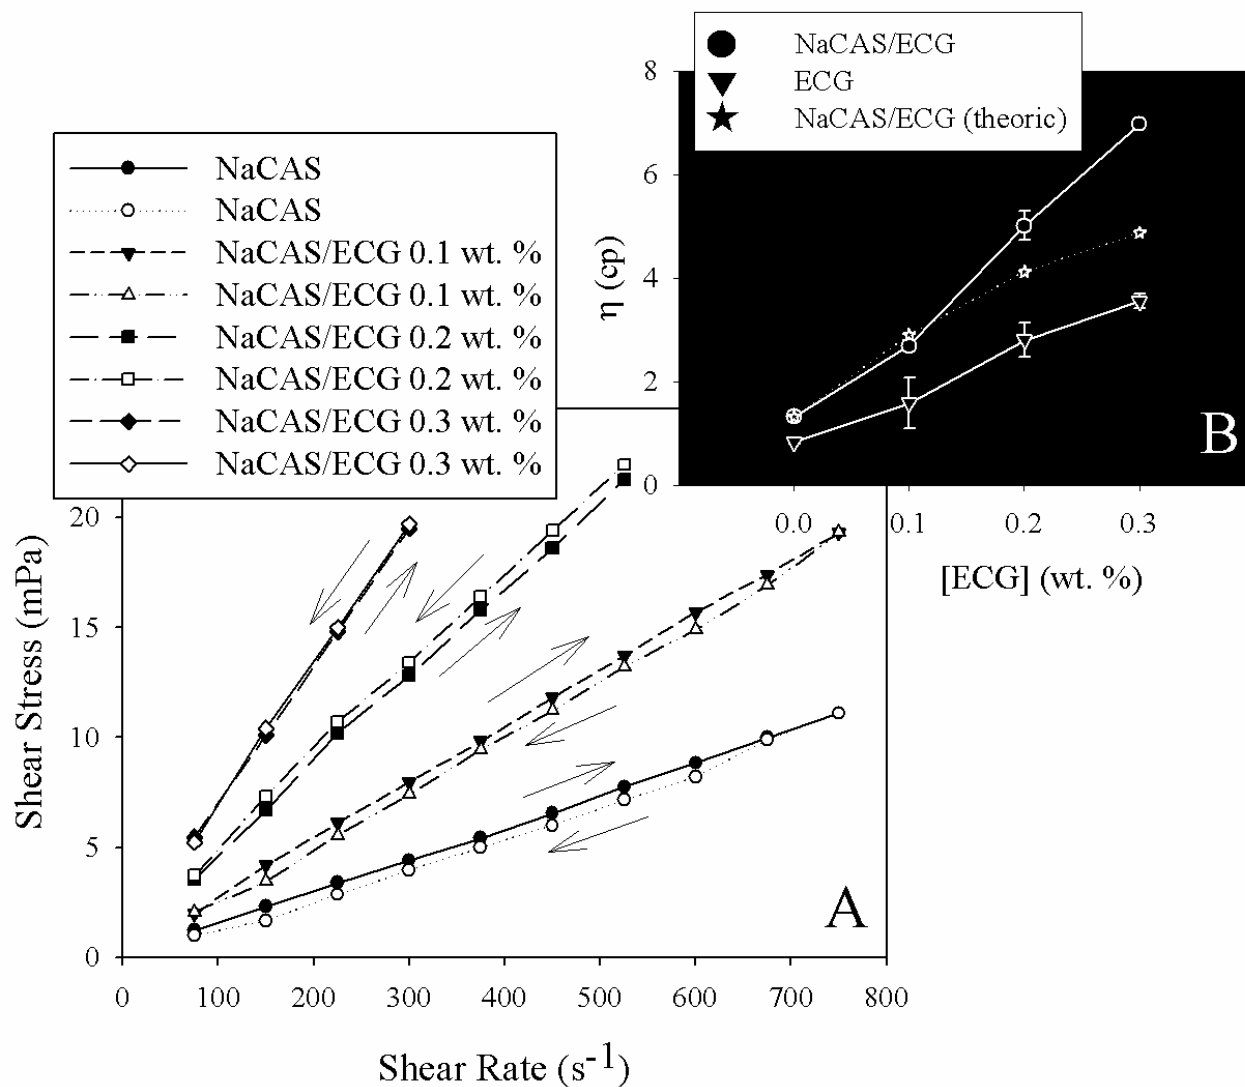 NaCAS/ECG
ECG
NaCAS/ECG (theoric)
NaCAS
NaCAS
NaCAS/ECG 0.1 wt. %
NaCAS/ECG 0.1 wt. %
NaCAS/ECG 0.2 wt. %
NaCAS/ECG 0.2 wt. %
NaCAS/ECG 0.3 wt. %
NaCAS/ECG 0.3 wt. %
8
6
4
2
0
η (cp)
B
0.0 0.1 0.2 0.3
[ECG] (wt. %)
20
15
10
5
0
Shear Stress (mPa)
A
0 100 200 300 400 500 600 700 800
Shear Rate (s⁻¹)